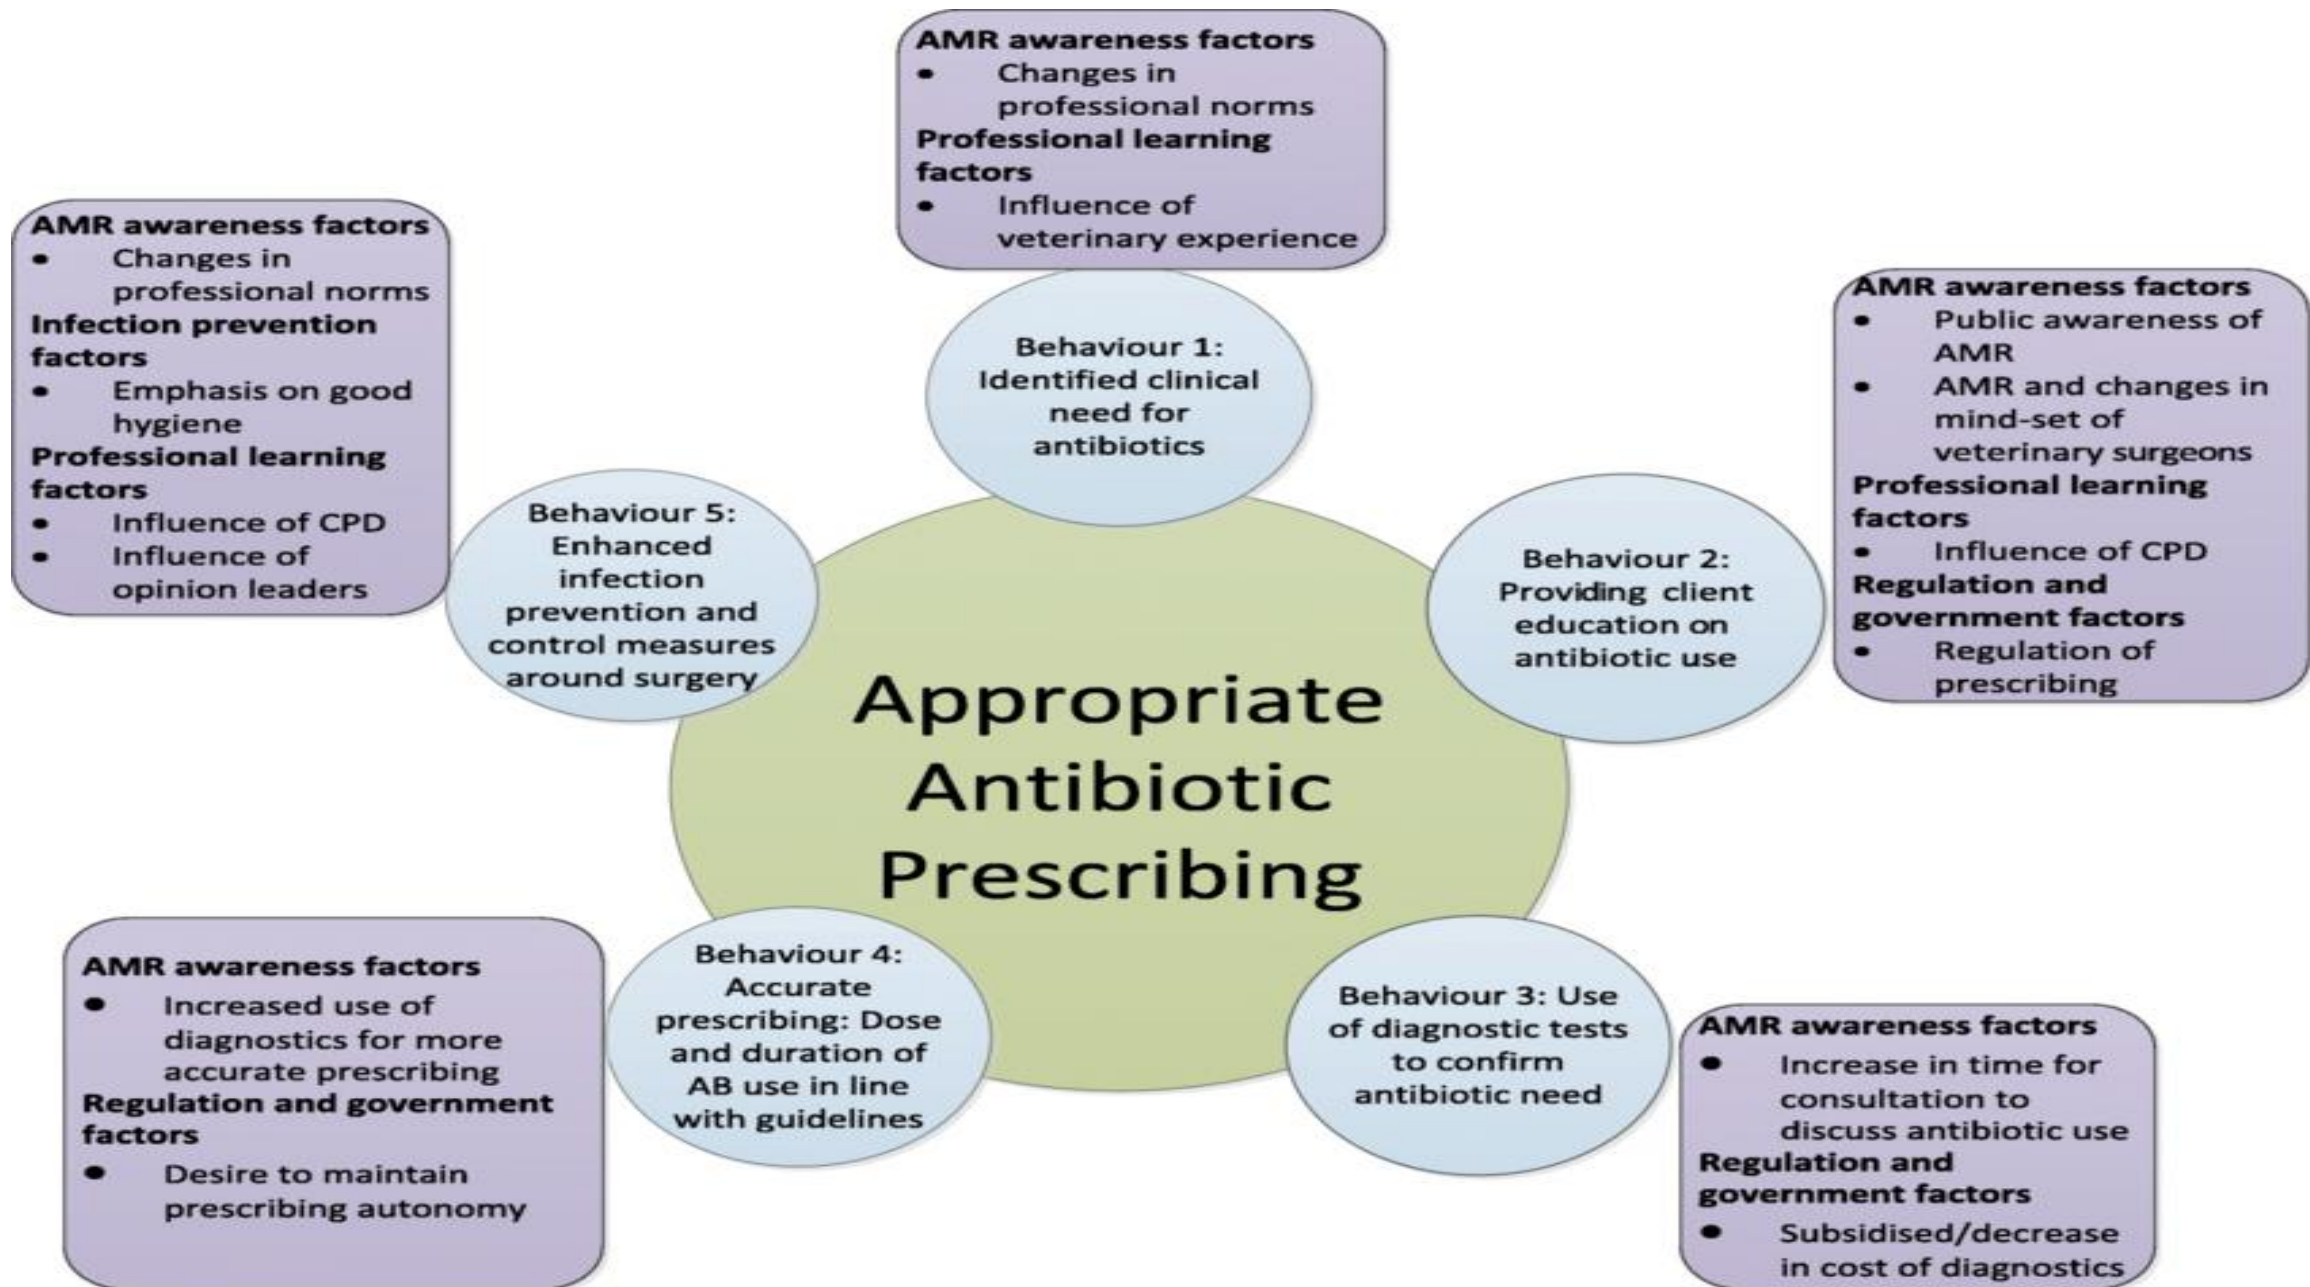 AMR awareness factors
• Changes in
professional norms
Professional learning
factors
• Influence of
veterinary experience
Behaviour 1:
Identified clinical
need for
antibiotics
AMR awareness factors
• Public awareness of
AMR
• AMR and changes in
mind-set of
veterinary surgeons
Professional learning
factors
• Influence of CPD
Regulation and
government factors
• Regulation of
prescribing
Behaviour 2:
Providing client
education on
antibiotic use
Behaviour 3: Use
of diagnostic tests
to confirm
antibiotic need
AMR awareness factors
• Increase in time for
consultation to
discuss antibiotic use
Regulation and
government factors
• Subsidised/decrease
in cost of diagnostics
Behaviour 4:
Accurate
prescribing: Dose
and duration of
AB use in line
with guidelines
AMR awareness factors
• Increased use of
diagnostics for more
accurate prescribing
Regulation and government
factors
• Desire to maintain
prescribing autonomy
Behaviour 5:
Enhanced
infection
prevention and
control measures
around surgery
AMR awareness factors
• Changes in
professional norms
Infection prevention
factors
• Emphasis on good
hygiene
Professional learning
factors
• Influence of CPD
• Influence of
opinion leaders
Appropriate
Antibiotic
Prescribing